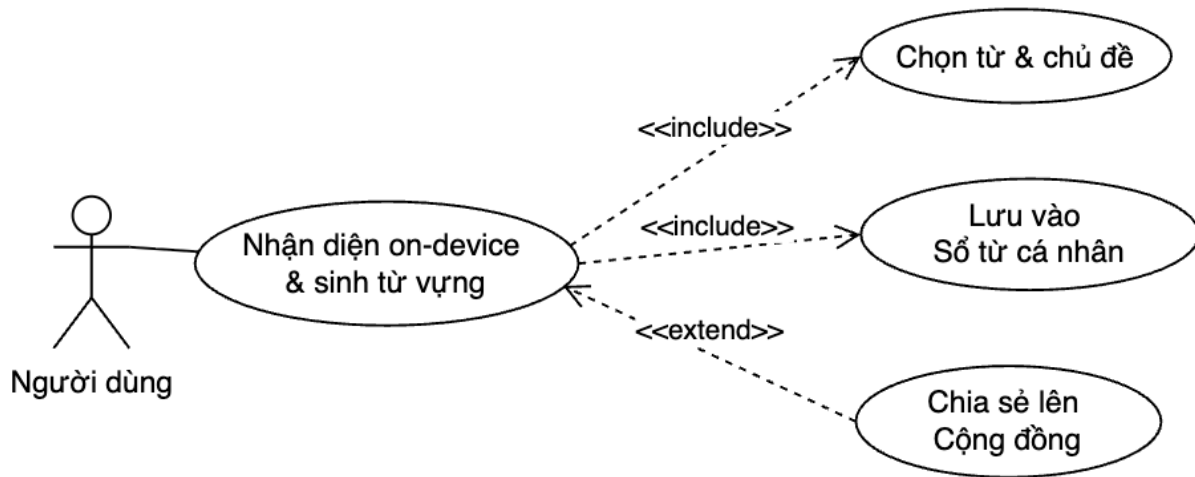 Chọn từ & chủ đề
<<include>>
Nhận diện on-device
& sinh từ vựng
<<include>>
Lưu vào
Sổ từ cá nhân
<<extend>>
Người dùng
Chia sẻ lên
Cộng đồng